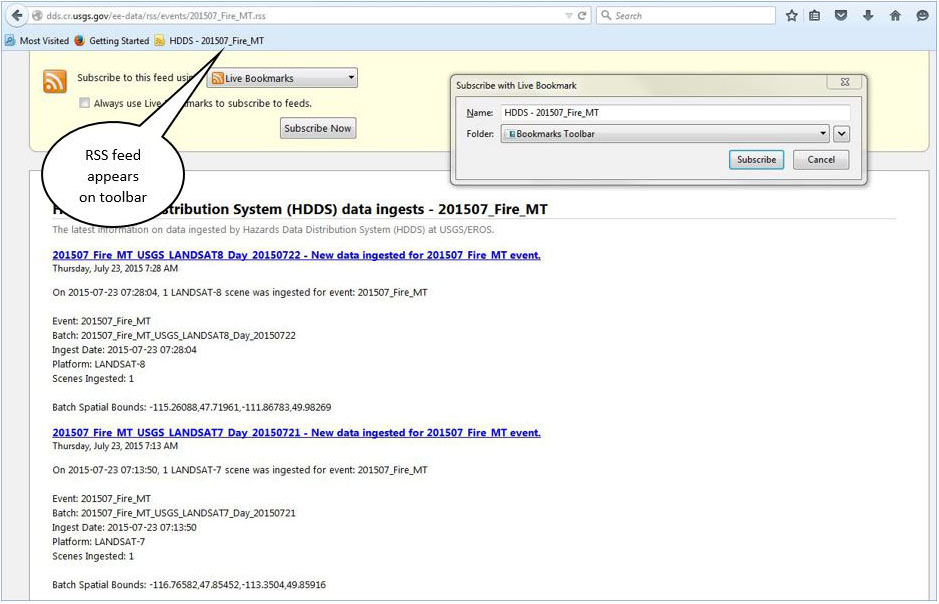 dds.cr.usgs.gov/ee-data/rss/events/201507_Fire_MT.rss
Search
Most Visited Getting Started HDDS - 201507_Fire_MT
Subscribe to this feed usin Live Bookmarks
Always use Live marks to subscribe to feeds.
Subscribe Now
Subscribe with Live Bookmark
Name: HDDS - 201507_Fire_MT
Folder: Bookmarks Toolbar
Subscribe Cancel
RSS feed
appears
on toolbar
stribution System (HDDS) data ingests - 201507_Fire_MT
The latest information on data ingested by Hazards Data Distribution System (HDDS) at USGS/EROS.
201507_Fire_MT_USGS_LANDSAT8_Day_20150722 - New data ingested for 201507_Fire_MT event.
Thursday, July 23, 2015 7:28 AM
On 2015-07-23 07:28:04, 1 LANDSAT-8 scene was ingested for event: 201507_Fire_MT
Event: 201507_Fire_MT
Batch: 201507_Fire_MT_USGS_LANDSAT8_Day_20150722
Ingest Date: 2015-07-23 07:28:04
Platform: LANDSAT-8
Scenes Ingested: 1
Batch Spatial Bounds: -115.26088,47.71961,-111.86783,49.98269
201507_Fire_MT_USGS_LANDSAT7_Day_20150721 - New data ingested for 201507_Fire_MT event.
Thursday, July 23, 2015 7:13 AM
On 2015-07-23 07:13:50, 1 LANDSAT-7 scene was ingested for event: 201507_Fire_MT
Event: 201507_Fire_MT
Batch: 201507_Fire_MT_USGS_LANDSAT7_Day_20150721
Ingest Date: 2015-07-23 07:13:50
Platform: LANDSAT-7
Scenes Ingested: 1
Batch Spatial Bounds: -116.76582,47.85452,-113.3504,49.85916